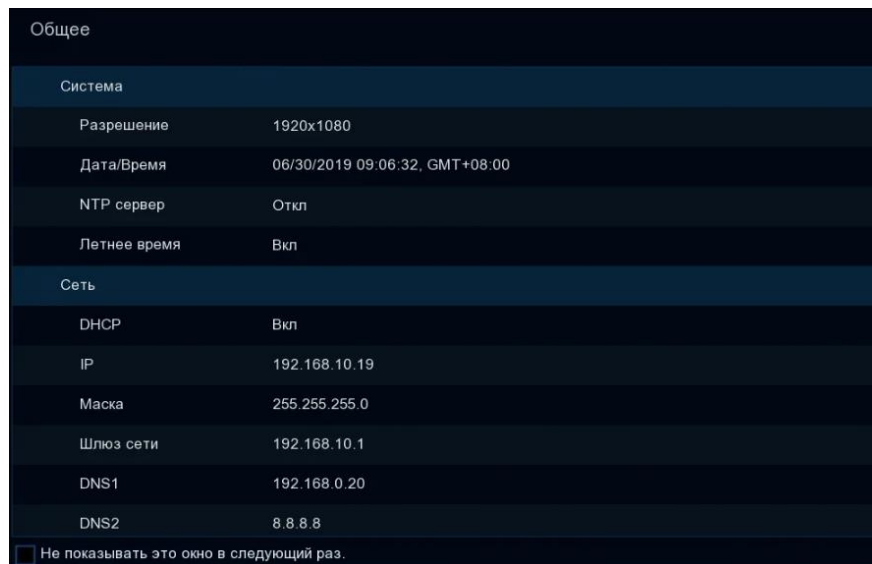 Общее
Система
Разрешение 1920x1080
Дата/Время 06/30/2019 09:06:32, GMT+08:00
NTP сервер Откл
Летнее время Вкл
Сеть
DHCP Вкл
IP 192.168.10.19
Маска 255.255.255.0
Шлюз сети 192.168.10.1
DNS1 192.168.0.20
DNS2 8.8.8.8
Не показывать это окно в следующий раз.